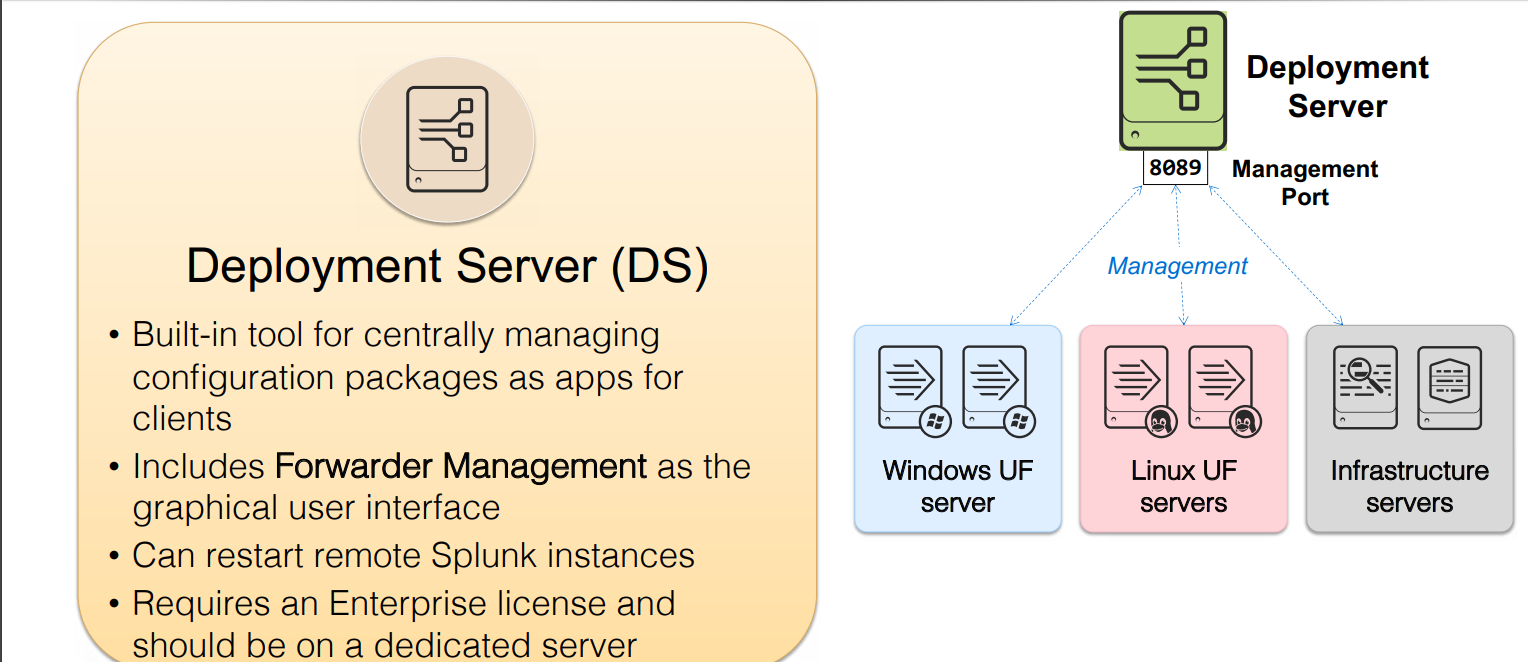 Deployment Server (DS)
• Built-in tool for centrally managing
configuration packages as apps for
clients
• Includes Forwarder Management as the
graphical user interface
• Can restart remote Splunk instances
• Requires an Enterprise license and
should be on a dedicated server
Deployment
Server
8089
Management
Port
Management
Windows UF
server
Linux UF
servers
Infrastructure
servers